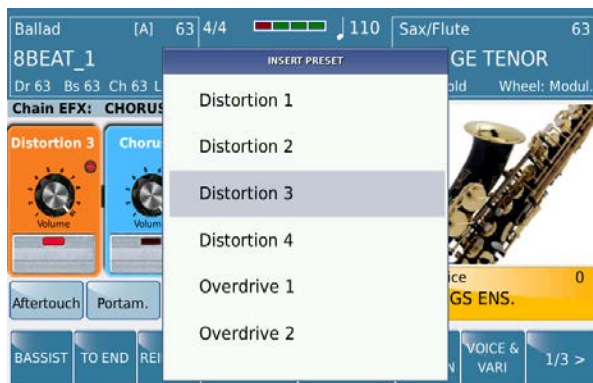 Ballad [A] 63 4/4 110 Sax/Flute 63
8BEAT_1 GE TENOR
Dr 63 Bs 63 Ch 63 L old Wheel: Modul.
INSERT PRESET
Chain EFX: CHORUS
Distortion 1
Distortion 2
Distortion 3
Distortion 4
Overdrive 1
Overdrive 2
Distortion 3 Choru
Volume Volum
ice 0
GS ENS.
Aftertouch Portam.
BASSIST TO END REI N VOICE & VARI 1/3 >